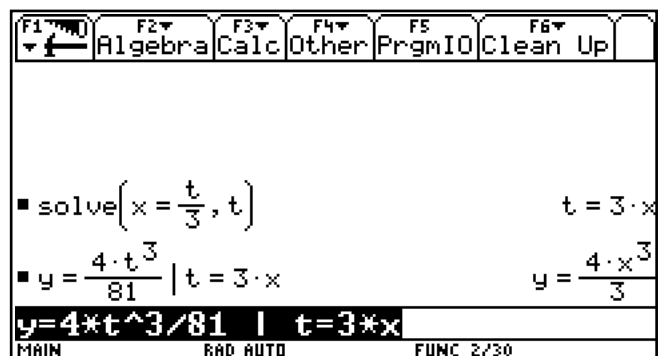 F1 F2 F3 F4 F5 F6
Algebra Calc Other PrgmIO Clean Up
▪ solve(x = t/3, t) t = 3·x
▪ y = 4·t^3/81 | t = 3·x y = 4·x^3/3
y=4*t^3/81 | t=3*x
MAIN RAD AUTO FUNC 2/30